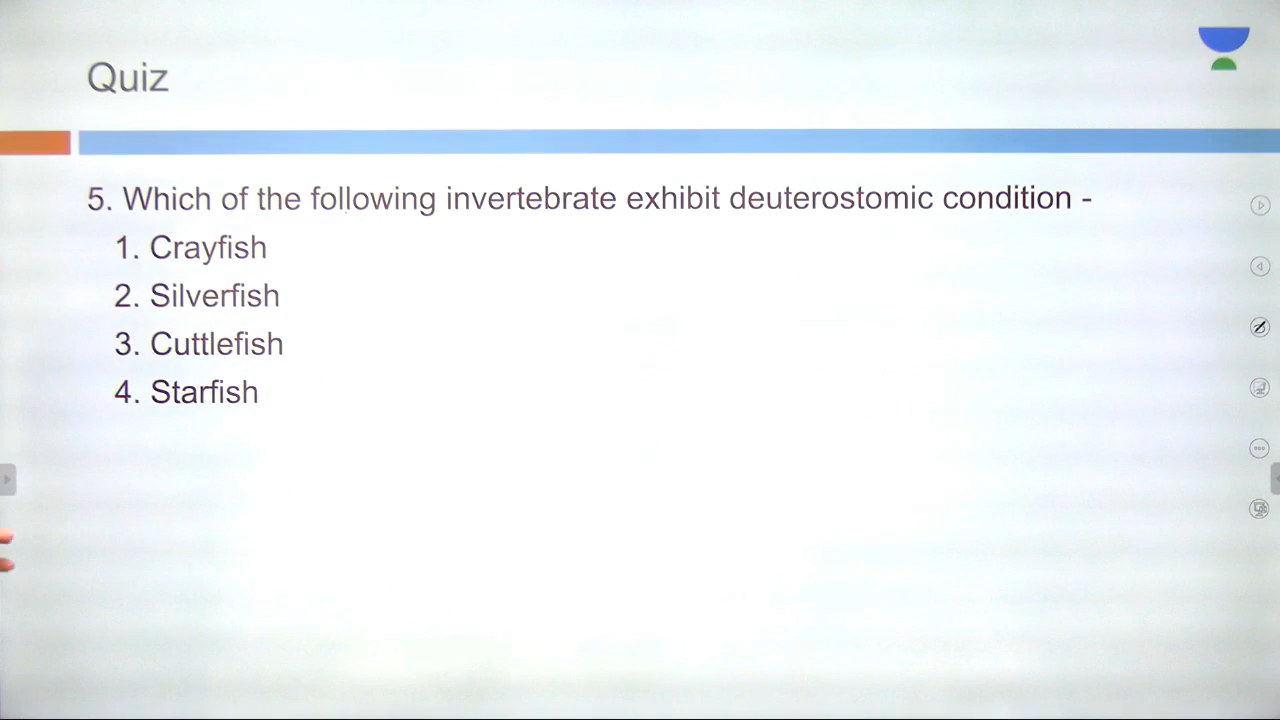 Quiz
5. Which of the following invertebrate exhibit deuterostomic condition -
1. Crayfish
2. Silverfish
3. Cuttlefish
4. Starfish